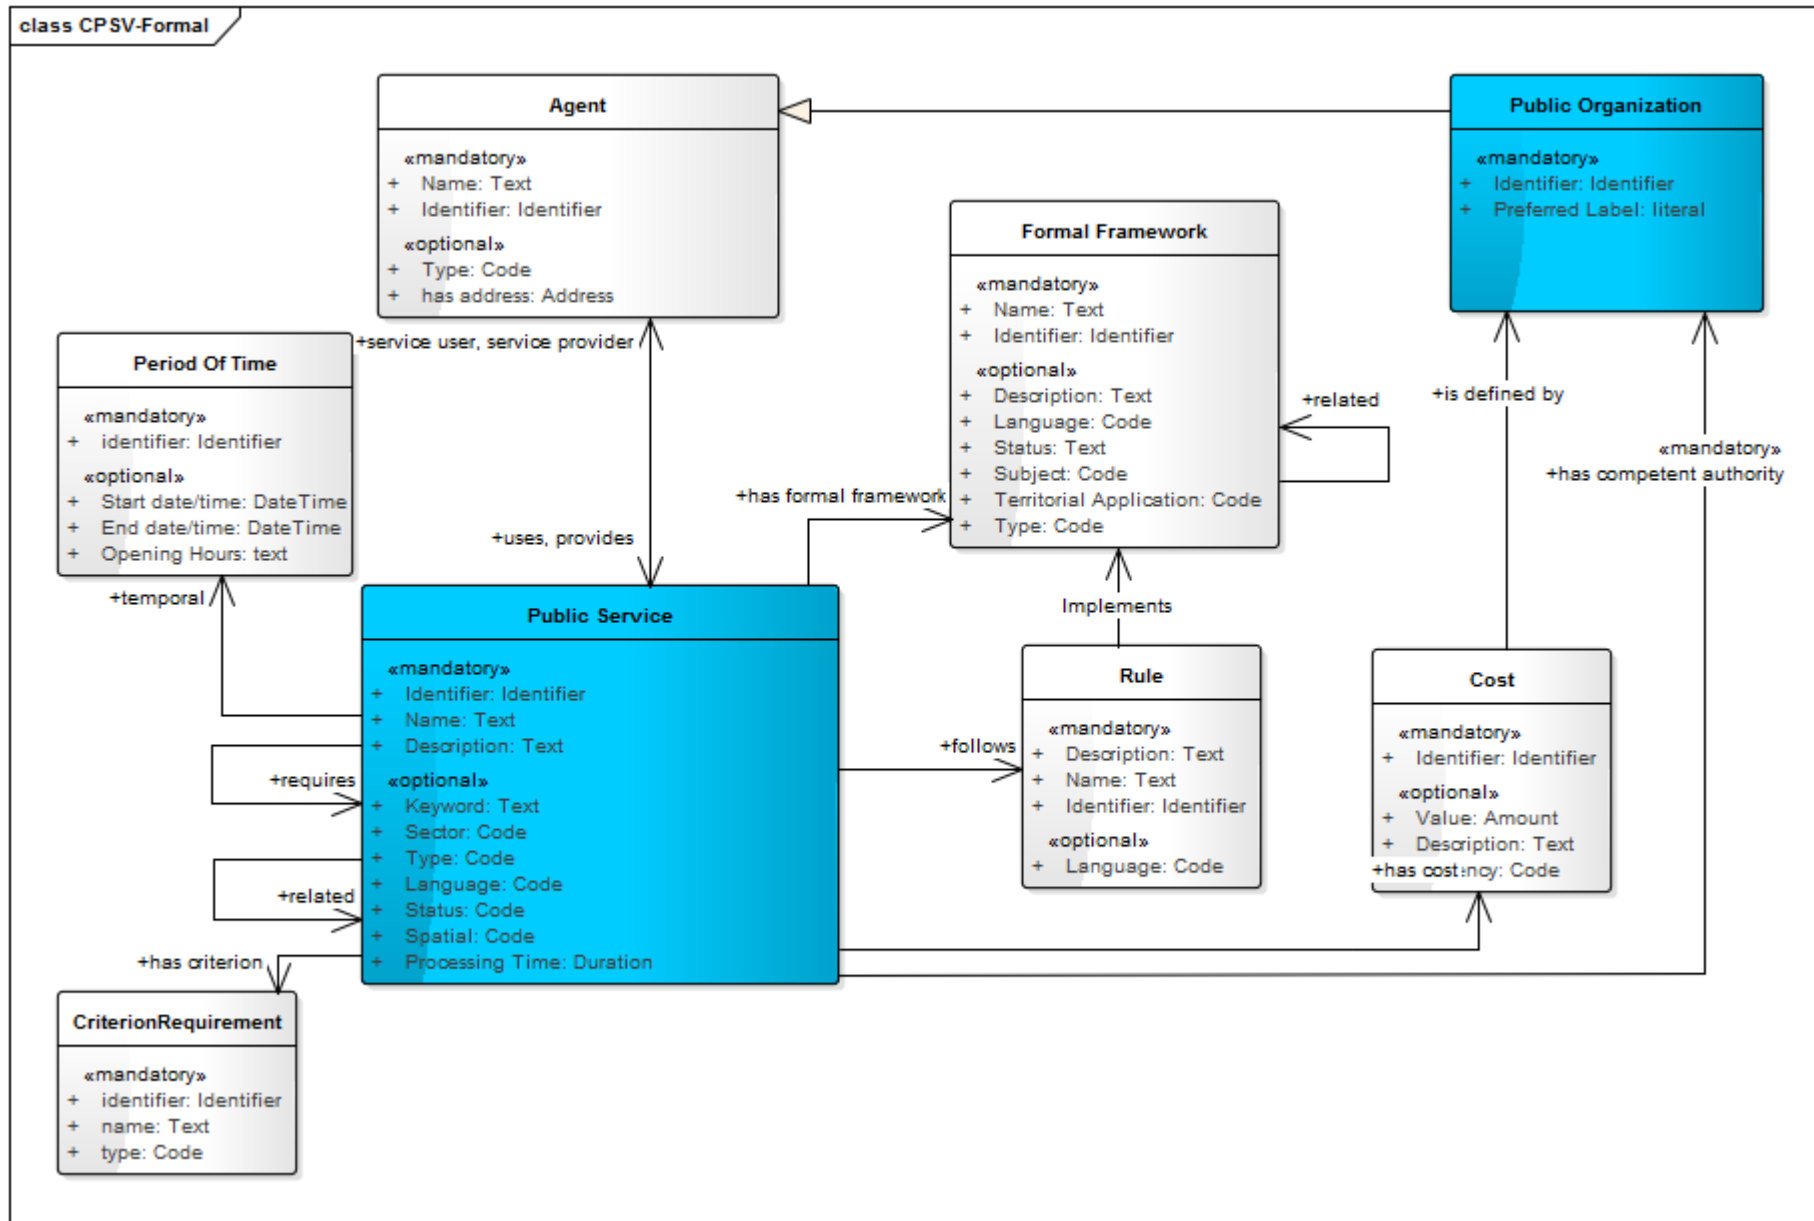 class CPSV-Formal
Agent
«mandatory»
+ Name: Text
+ Identifier: Identifier
«optional»
+ Type: Code
+ has address: Address
Public Organization
«mandatory»
+ Identifier: Identifier
+ Preferred Label: literal
Formal Framework
«mandatory»
+ Name: Text
+ Identifier: Identifier
«optional»
+ Description: Text
+ Language: Code
+ Status: Text
+ Subject: Code
+ Territorial Application: Code
+ Type: Code
+related
+is defined by
«mandatory»
+has competent authority
+service user, service provider
Period Of Time
«mandatory»
+ identifier: Identifier
«optional»
+ Start date/time: DateTime
+ End date/time: DateTime
+ Opening Hours: text
+has formal framework
+uses, provides
+temporal
Implements
Public Service
«mandatory»
+ Identifier: Identifier
+ Name: Text
+ Description: Text
«optional»
+ Keyword: Text
+ Sector: Code
+ Type: Code
+ Language: Code
+ Status: Code
+ Spatial: Code
+ Processing Time: Duration
+requires
+related
+has criterion
+follows
Rule
«mandatory»
+ Description: Text
+ Name: Text
+ Identifier: Identifier
«optional»
+ Language: Code
Cost
«mandatory»
+ Identifier: Identifier
«optional»
+ Value: Amount
+ Description: Text
+has cost ncy: Code
CriterionRequirement
«mandatory»
+ identifier: Identifier
+ name: Text
+ type: Code